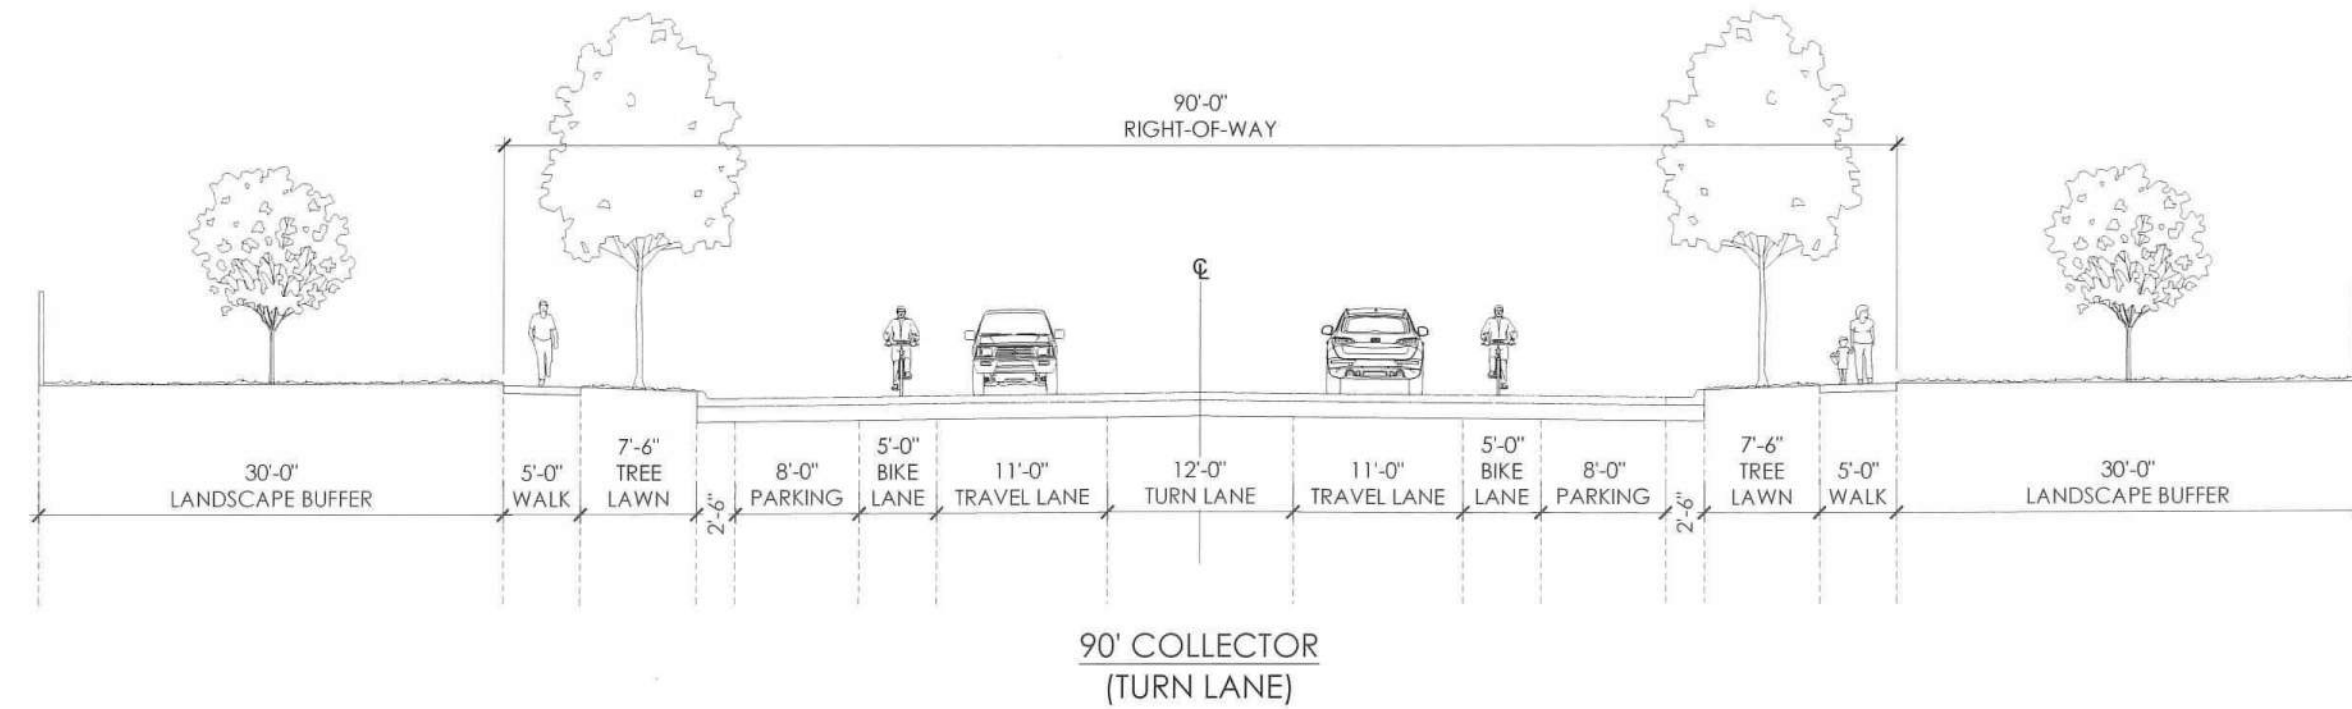 90'-0"
RIGHT-OF-WAY
℄
30'-0"
LANDSCAPE BUFFER
5'-0"
WALK
7'-6"
TREE
LAWN
2'-6"
8'-0"
PARKING
5'-0"
BIKE
LANE
11'-0"
TRAVEL LANE
12'-0"
TURN LANE
11'-0"
TRAVEL LANE
5'-0"
BIKE
LANE
8'-0"
PARKING
2'-6"
7'-6"
TREE
LAWN
5'-0"
WALK
30'-0"
LANDSCAPE BUFFER
90' COLLECTOR
(TURN LANE)